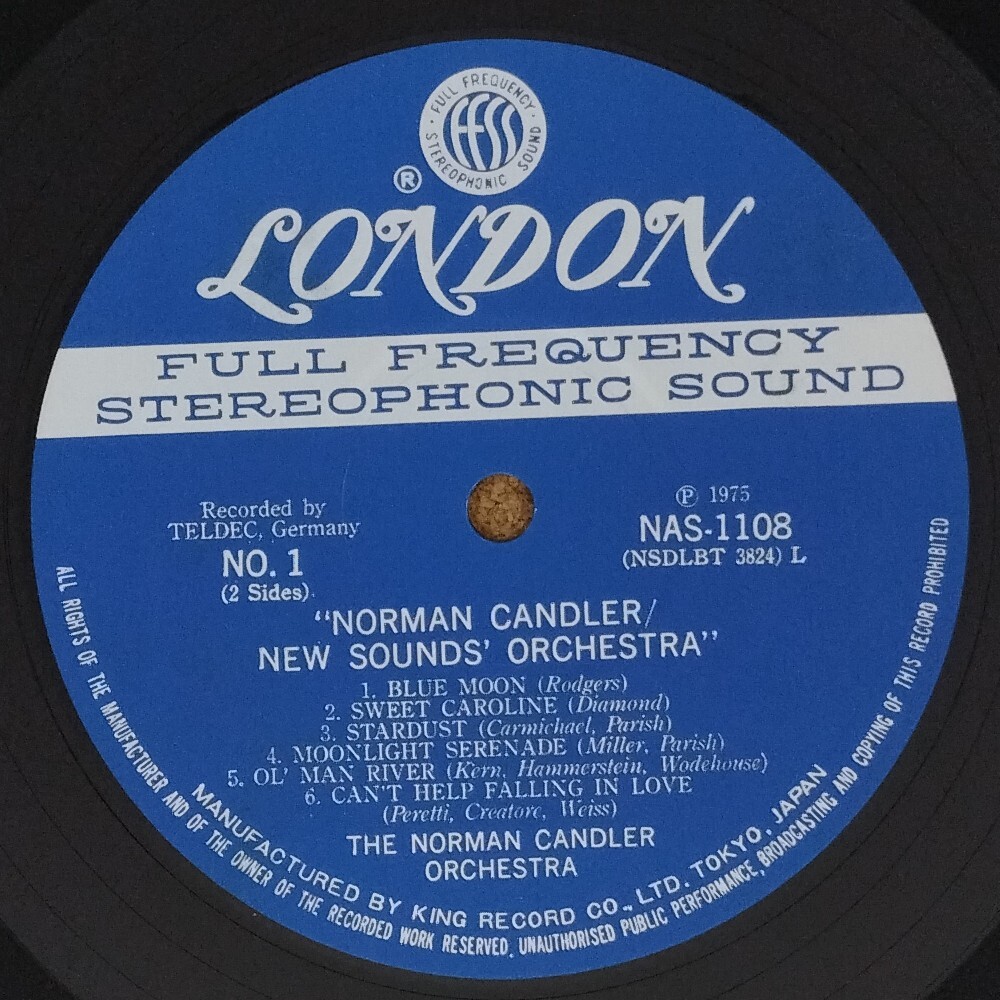 · FULL FREQUENCY ·
STEREOPHONIC SOUND
FFSS
®
LONDON
FULL FREQUENCY
STEREOPHONIC SOUND
Recorded by
TELDEC, Germany
NO. 1
(2 Sides)
℗ 1975
NAS-1108
(NSDLBT 3824) L
"NORMAN CANDLER/
NEW SOUNDS' ORCHESTRA"
1. BLUE MOON (Rodgers)
2. SWEET CAROLINE (Diamond)
3. STARDUST (Carmichael, Parish)
4. MOONLIGHT SERENADE (Miller, Parish)
5. OL' MAN RIVER (Kern, Hammerstein, Wodehouse)
6. CAN'T HELP FALLING IN LOVE
(Peretti, Creatore, Weiss)
THE NORMAN CANDLER
ORCHESTRA
MANUFACTURED BY KING RECORD CO., LTD. TOKYO, JAPAN
ALL RIGHTS OF THE MANUFACTURER AND OF THE OWNER OF THE RECORDED WORK RESERVED. UNAUTHORISED PUBLIC PERFORMANCE, BROADCASTING AND COPYING OF THIS RECORD PROHIBITED